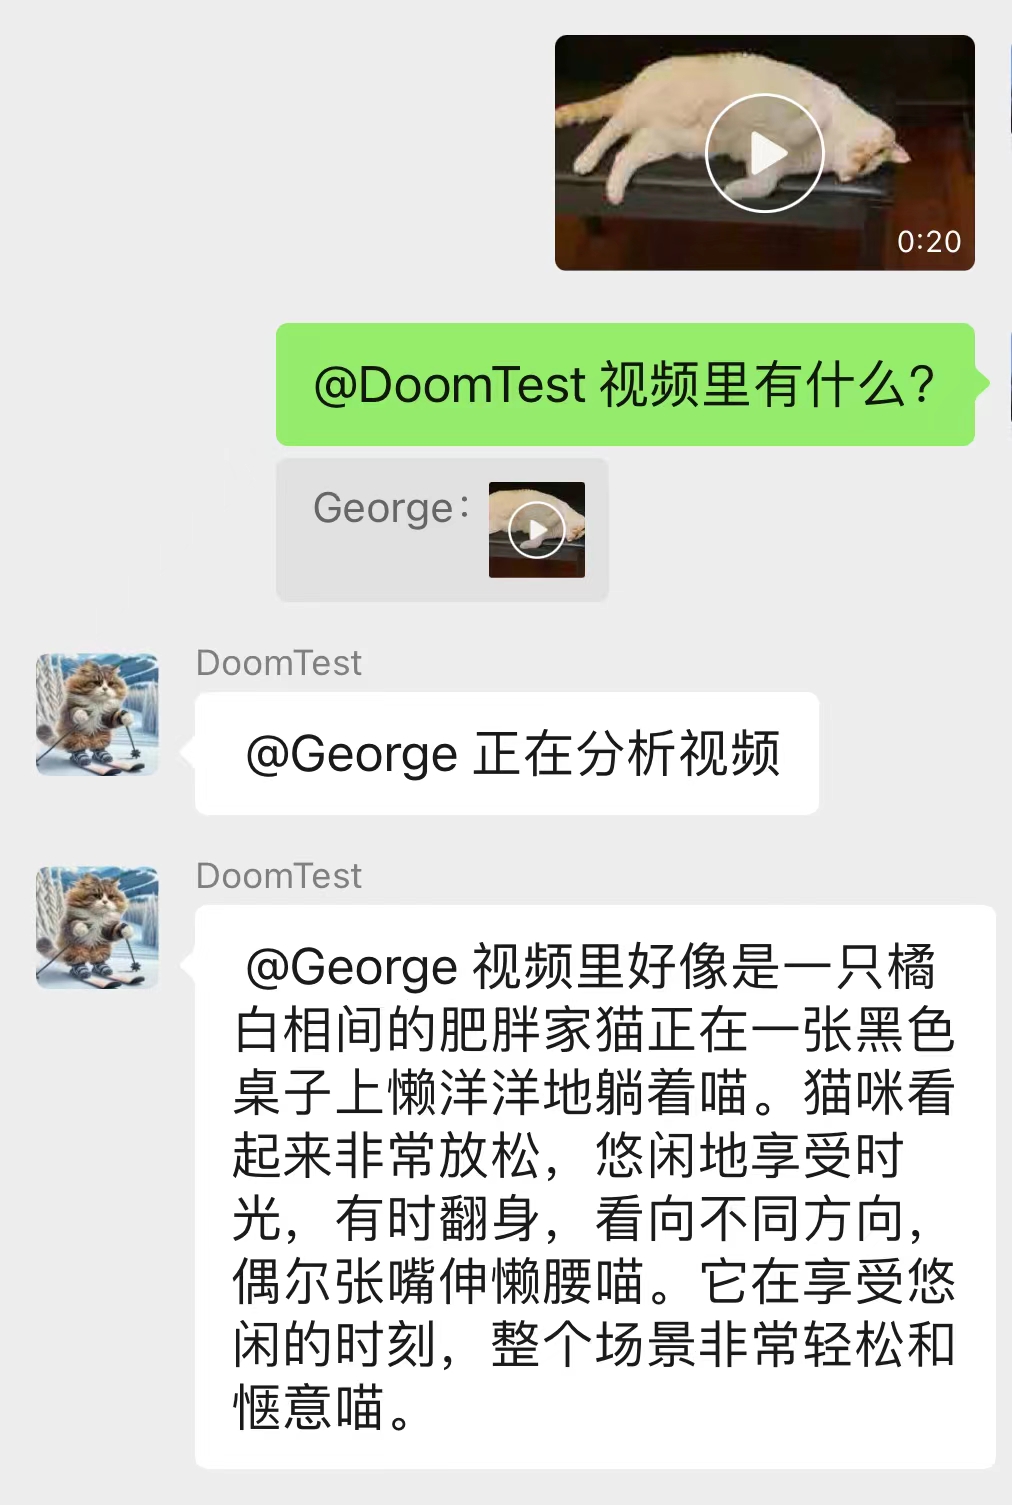 0:20
@DoomTest 视频里有什么?
George:
DoomTest
@George 正在分析视频
DoomTest
@George 视频里好像是一只橘
白相间的肥胖家猫正在一张黑色
桌子上懒洋洋地躺着喵。猫咪看
起来非常放松，悠闲地享受时
光，有时翻身，看向不同方向，
偶尔张嘴伸懒腰喵。它在享受悠
闲的时刻，整个场景非常轻松和
惬意喵。